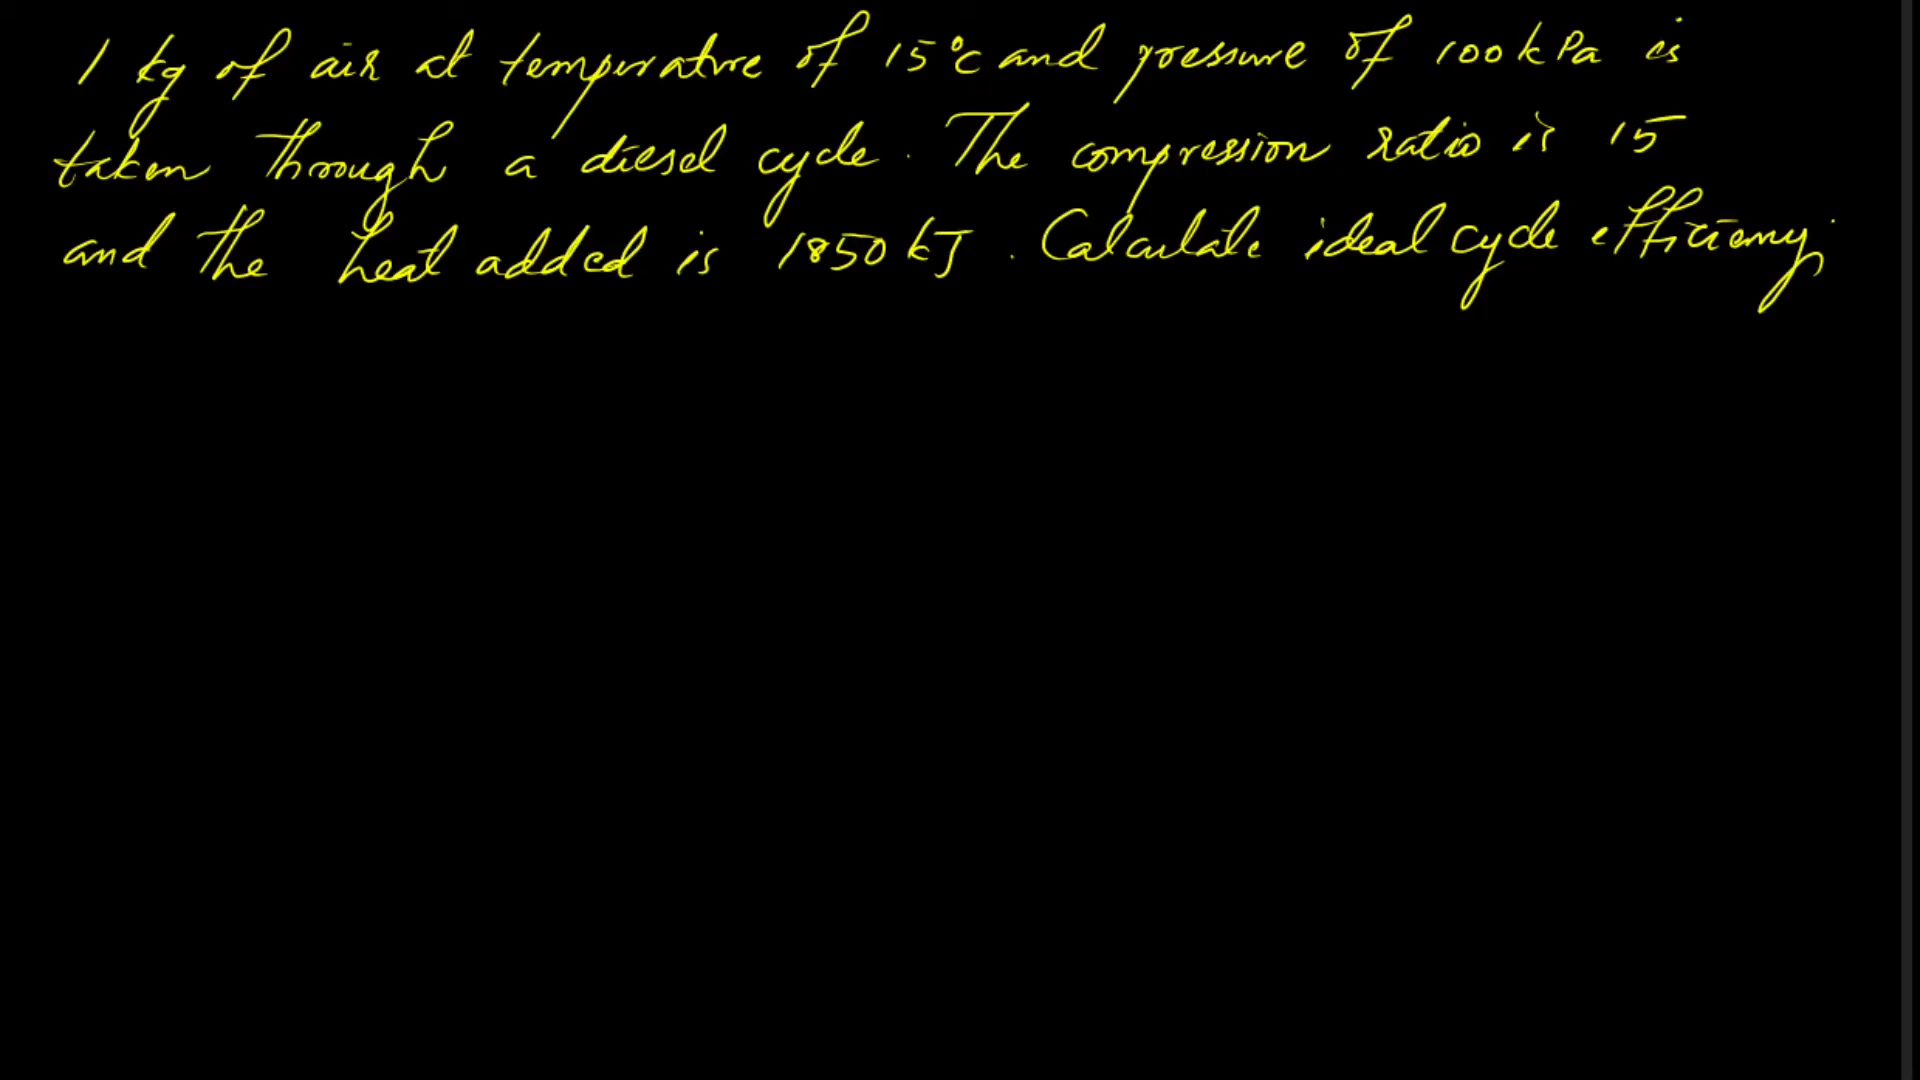 1 kg of air at temperature of 15°c and pressure of 100 kPa is
taken through a diesel cycle. The compression ratio is 15
and the heat added is 1850 kJ. Calculate ideal cycle efficiency.